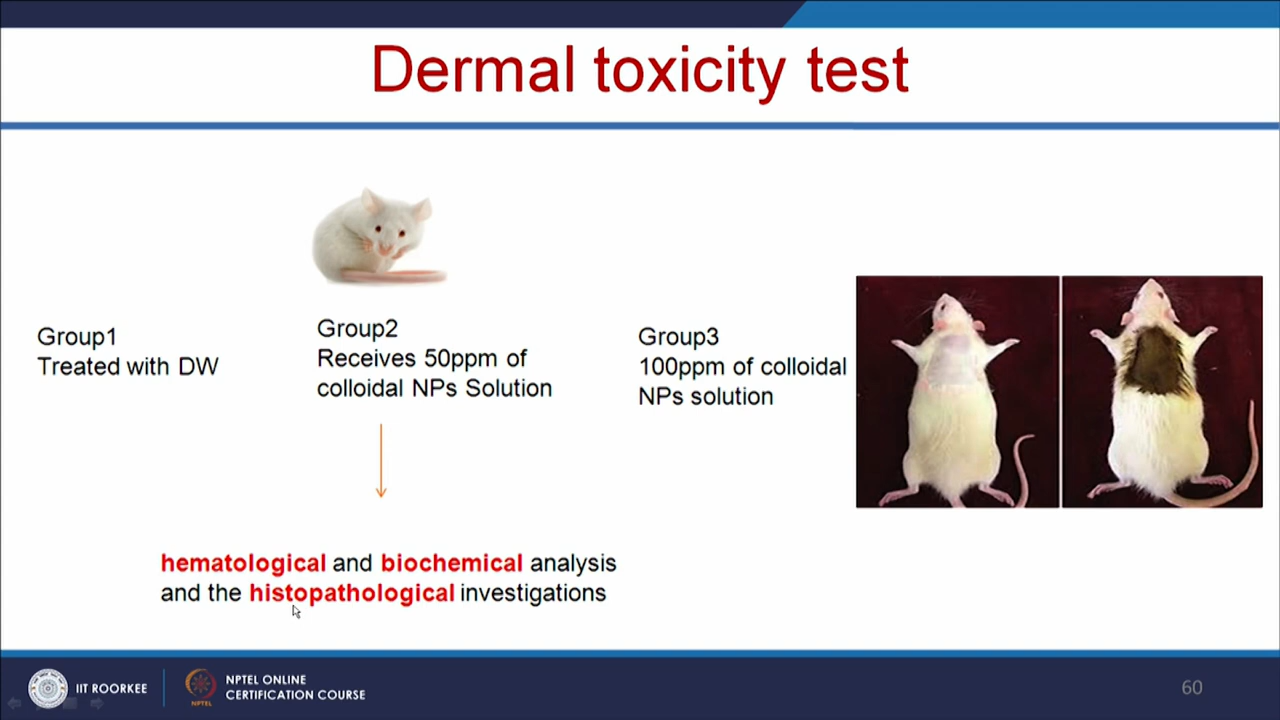 Dermal toxicity test
Group1
Treated with DW
Group2
Receives 50ppm of
colloidal NPs Solution
Group3
100ppm of colloidal
NPs solution
hematological and biochemical analysis
and the histopathological investigations
IIT ROORKEE
NPTEL
NPTEL ONLINE
CERTIFICATION COURSE
60